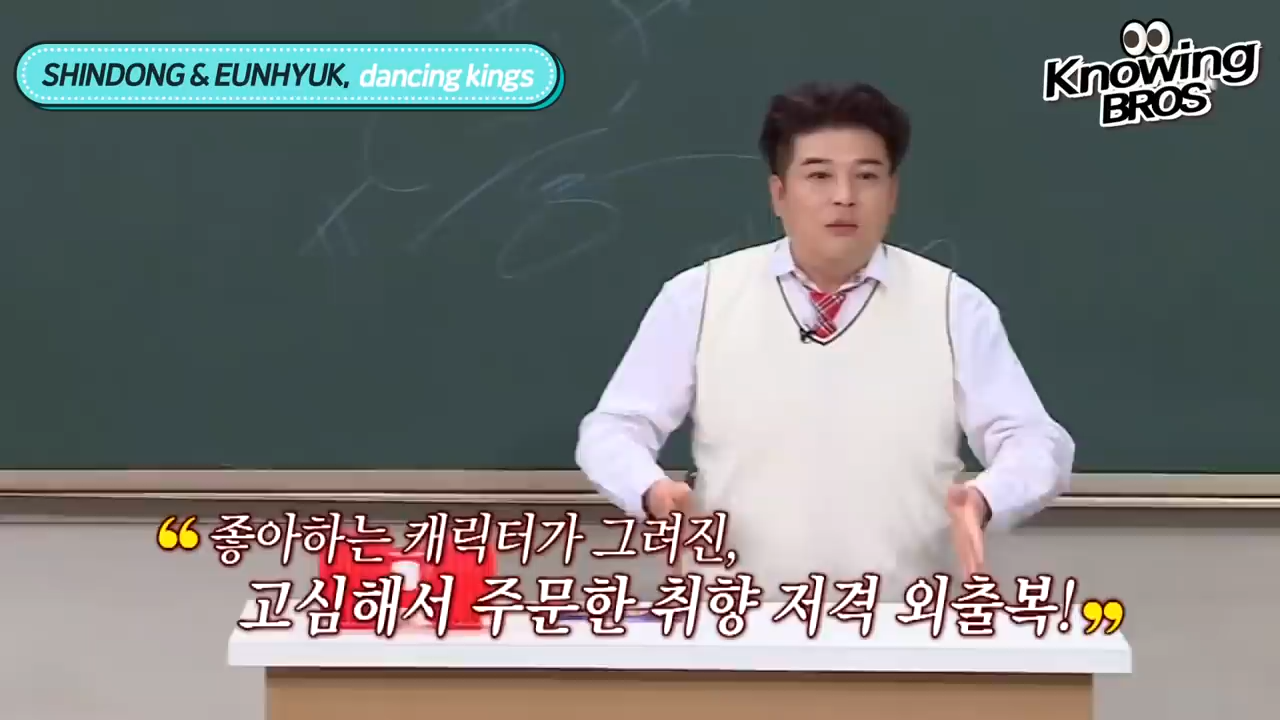 SHINDONG & EUNHYUK, dancing kings
Knowing
BROS
“좋아하는 캐릭터가 그려진,
고심해서 주문한 취향 저격 외출복!”